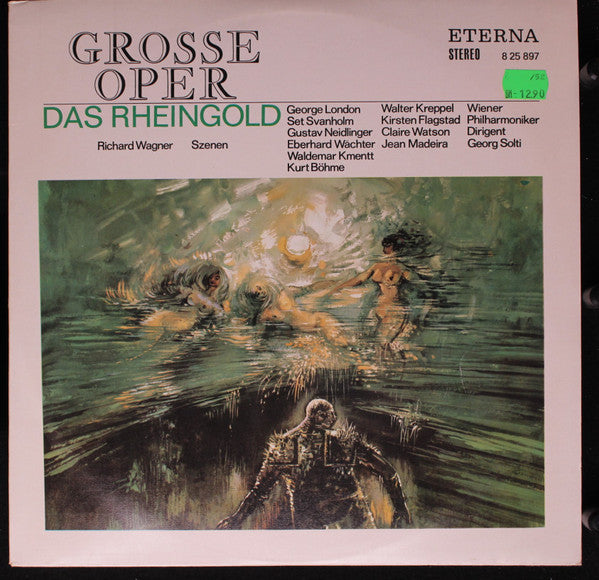 GROSSE
OPER
ETERNA
STEREO 8 25 897
DAS RHEINGOLD
Richard Wagner Szenen
George London
Set Svanholm
Gustav Neidlinger
Eberhard Wächter
Waldemar Kmentt
Kurt Böhme
Walter Kreppel
Kirsten Flagstad
Claire Watson
Jean Madeira
Wiener
Philharmoniker
Dirigent
Georg Solti
12.90